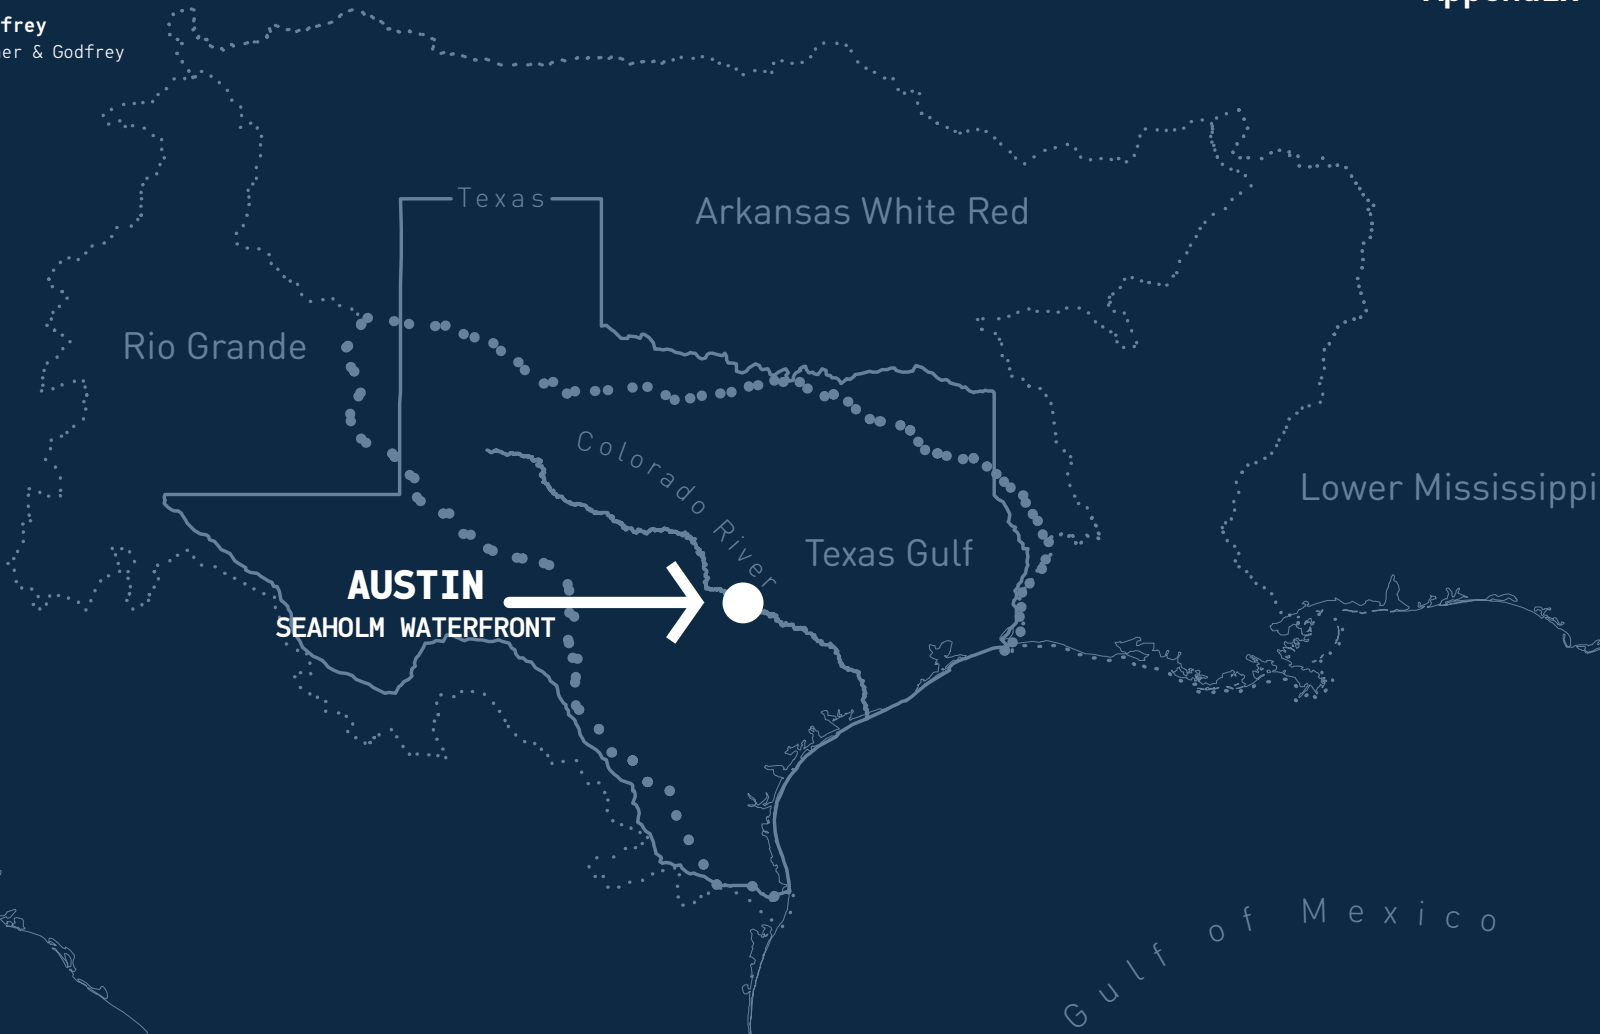 frey
er & Godfrey
Texas
Arkansas White Red
Rio Grande
Colorado River
Lower Mississippi
Texas Gulf
AUSTIN
SEAHOLM WATERFRONT
Gulf of Mexico